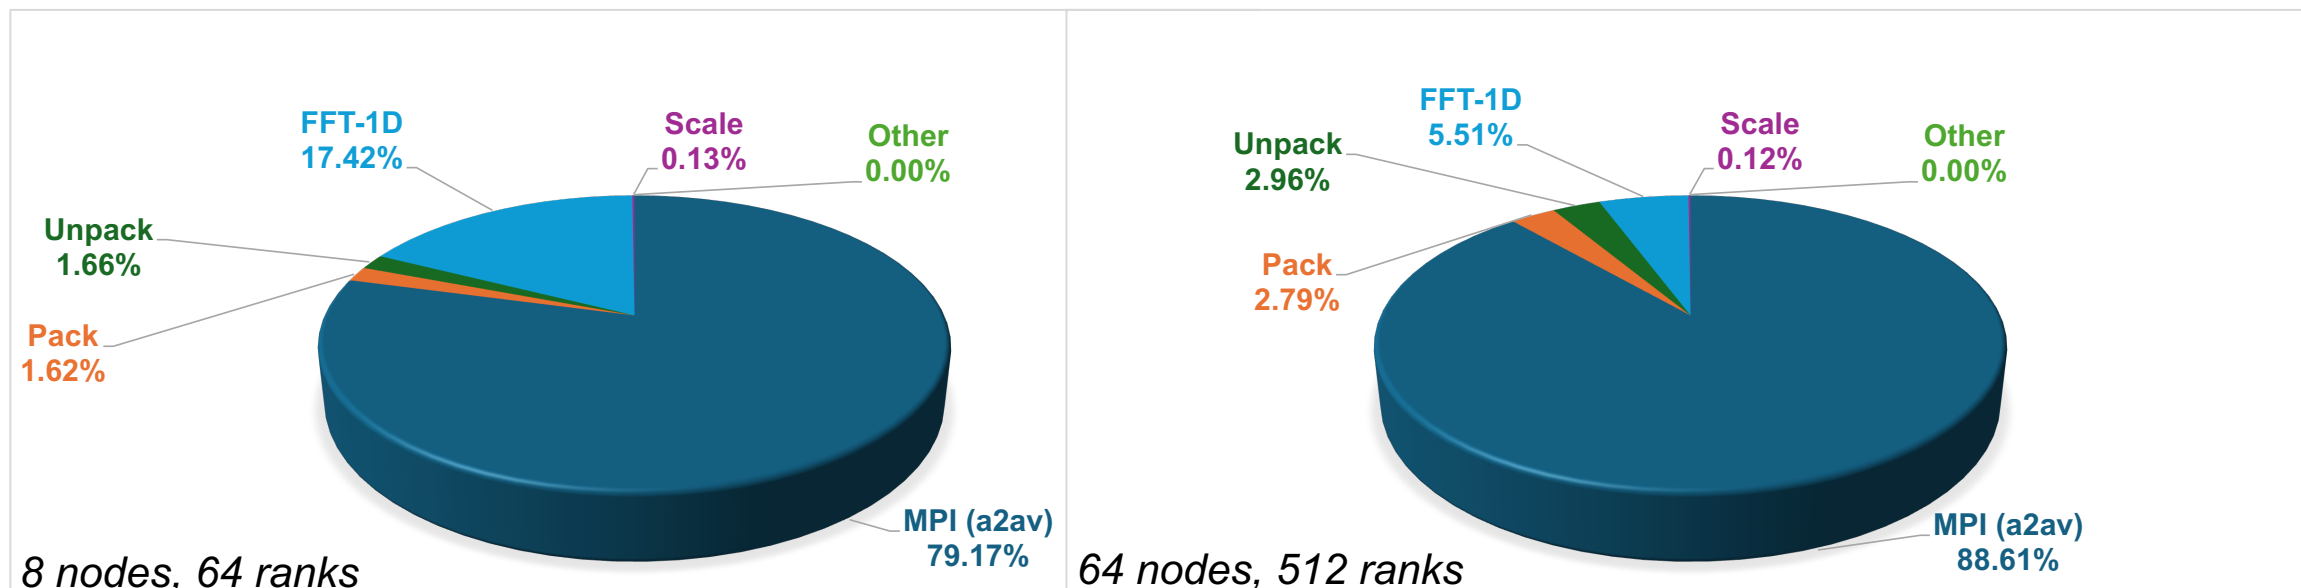 FFT-1D
17.42%
Scale
0.13%
Other
0.00%
Unpack
1.66%
Pack
1.62%
MPI (a2av)
79.17%
8 nodes, 64 ranks
FFT-1D
5.51%
Scale
0.12%
Other
0.00%
Unpack
2.96%
Pack
2.79%
MPI (a2av)
88.61%
64 nodes, 512 ranks